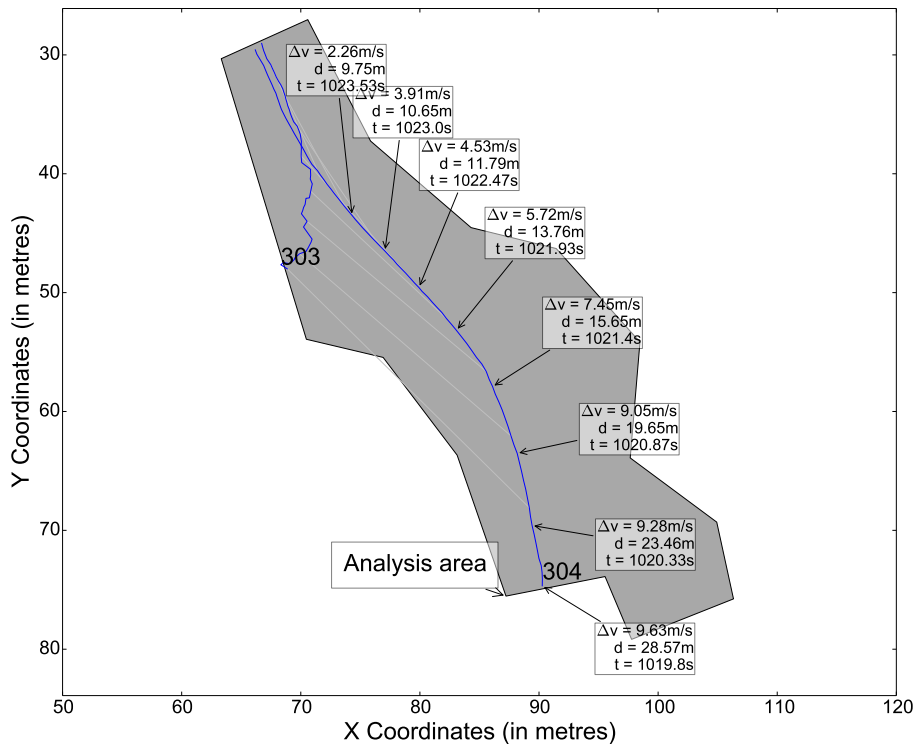 30
40
50
60
70
80
Y Coordinates (in metres)
Δv = 2.26m/s
d = 9.75m
t = 1023.53s
Δv = 3.91m/s
d = 10.65m
t = 1023.0s
Δv = 4.53m/s
d = 11.79m
t = 1022.47s
Δv = 5.72m/s
d = 13.76m
t = 1021.93s
303
Δv = 7.45m/s
d = 15.65m
t = 1021.4s
Δv = 9.05m/s
d = 19.65m
t = 1020.87s
Δv = 9.28m/s
d = 23.46m
t = 1020.33s
Analysis area
304
Δv = 9.63m/s
d = 28.57m
t = 1019.8s
50 60 70 80 90 100 110 120
X Coordinates (in metres)